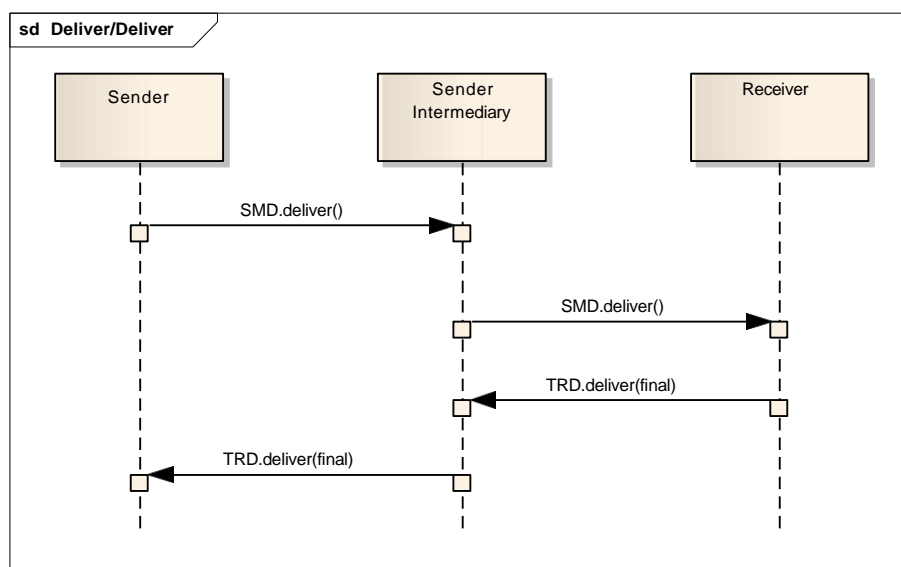 sd Deliver/Deliver
Sender
Sender
Intermediary
Receiver
SMD.deliver()
SMD.deliver()
TRD.deliver(final)
TRD.deliver(final)